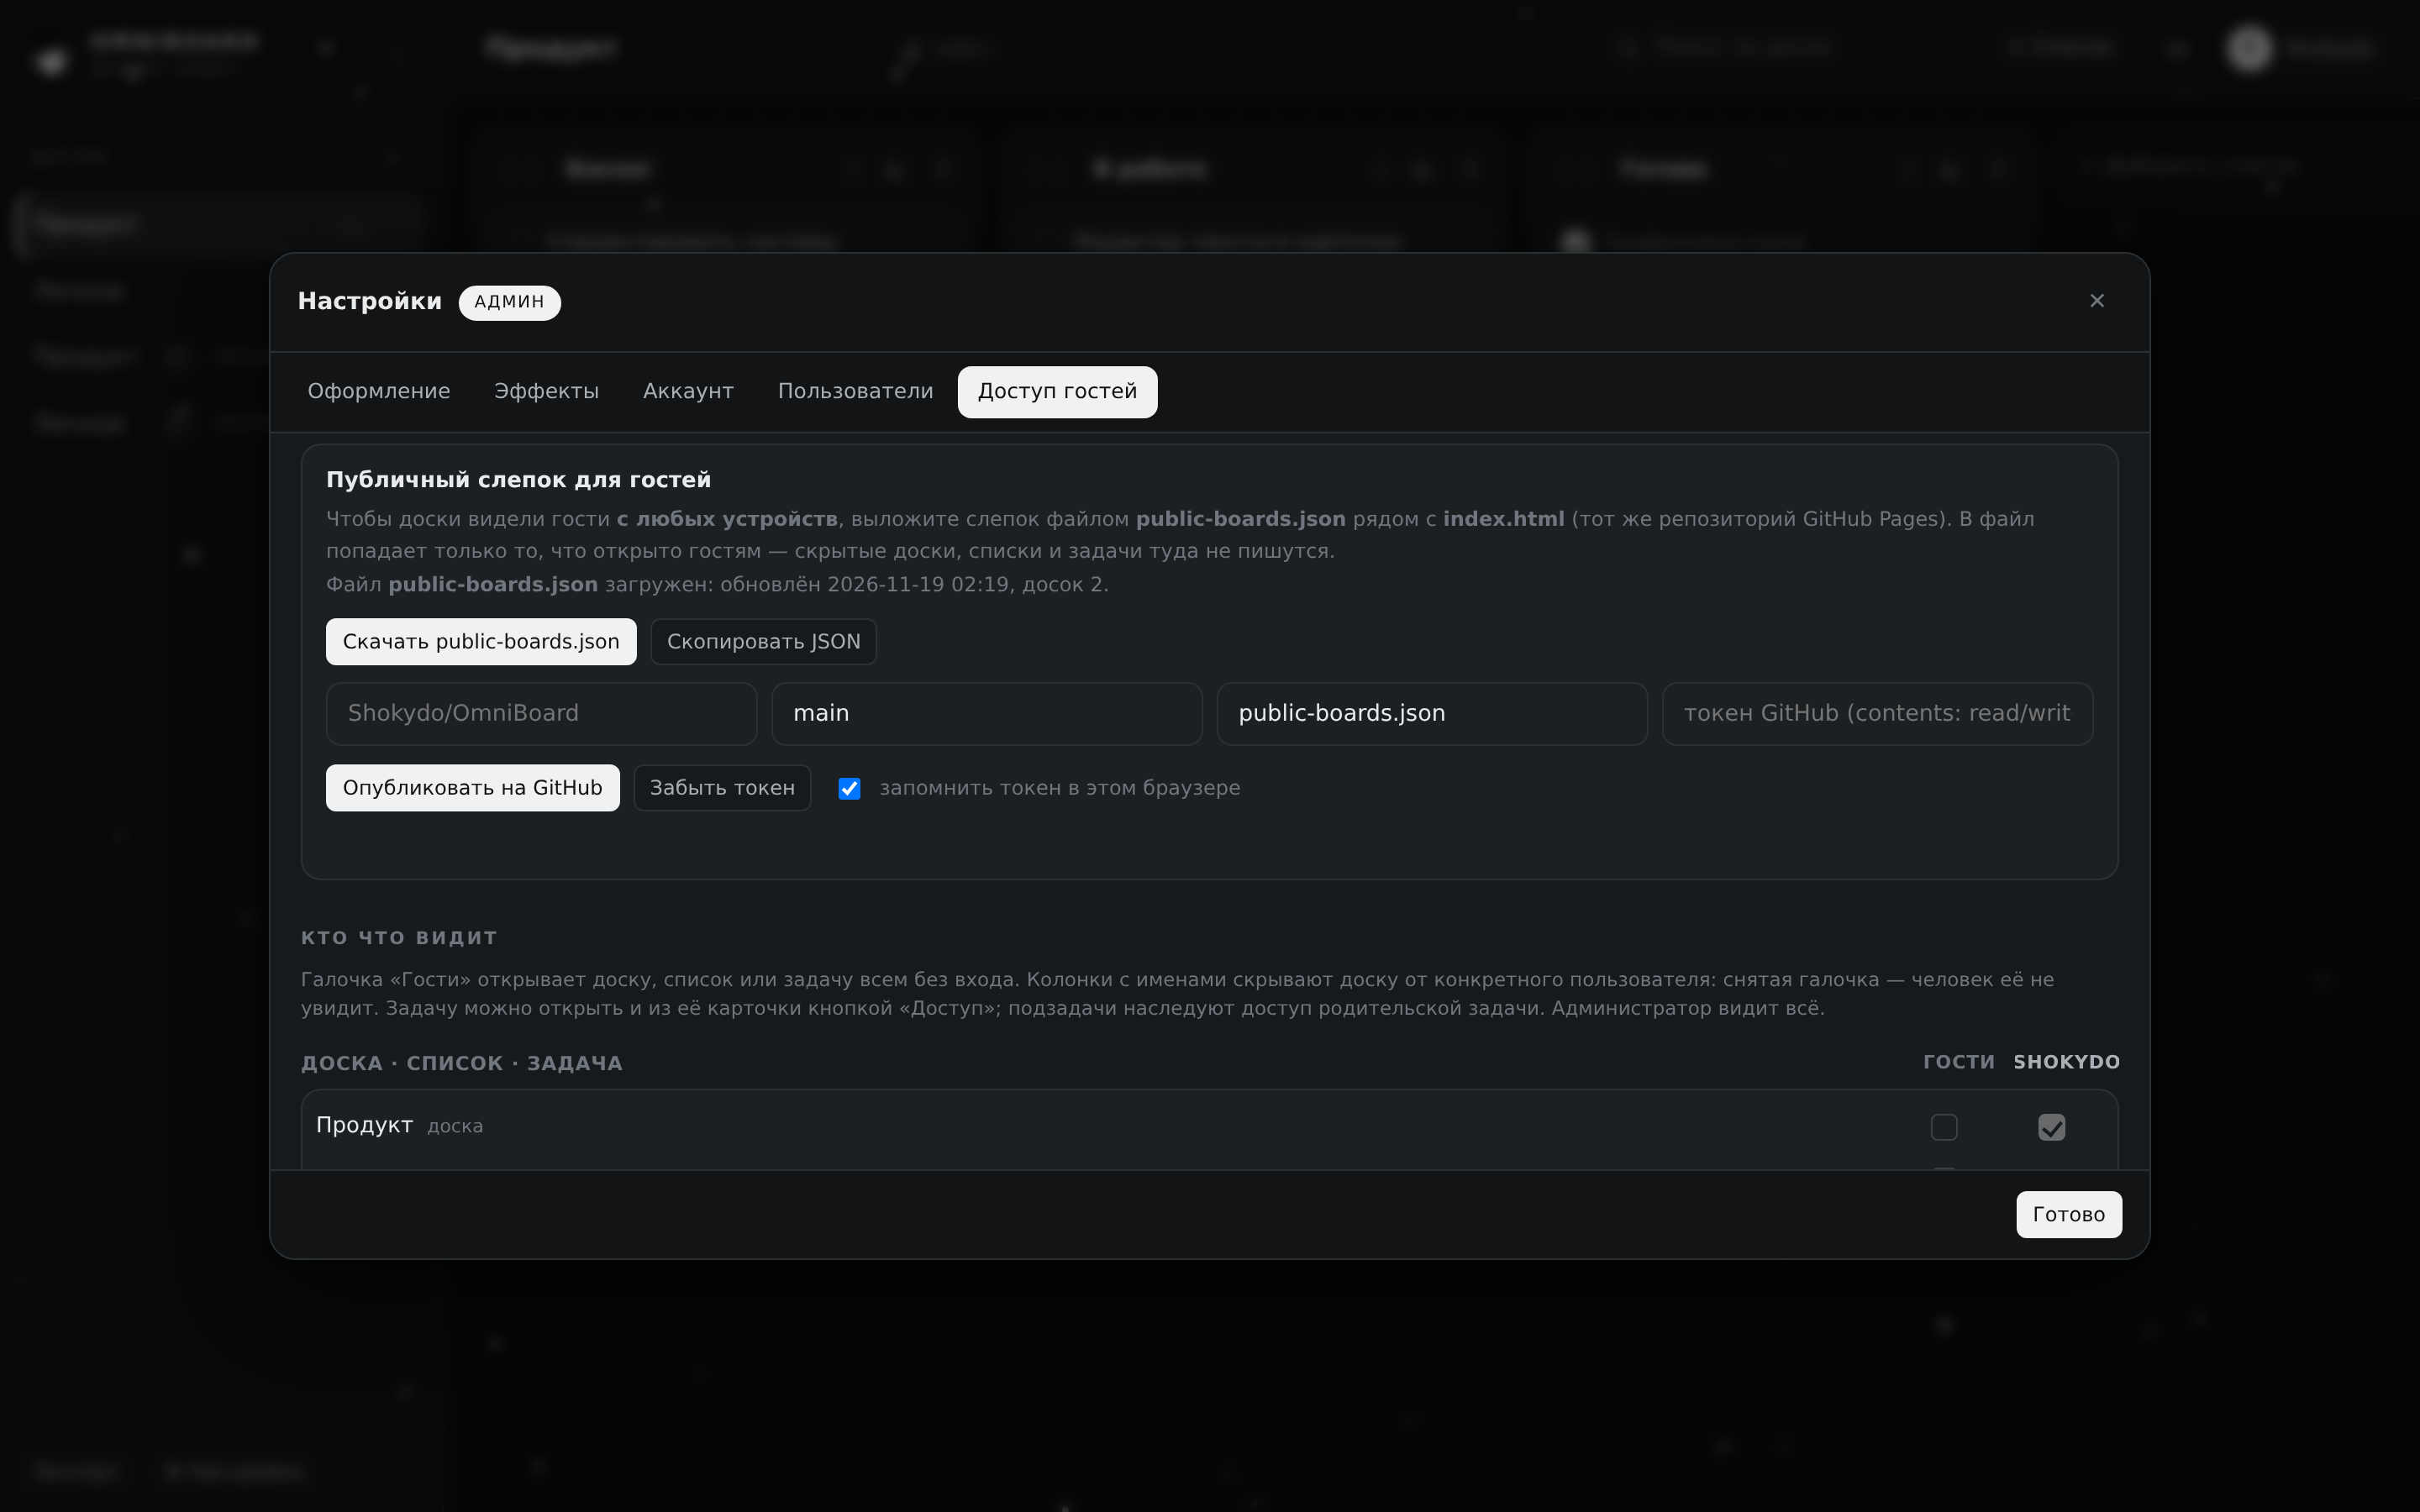 Продукт
Настройки АДМИН ✕
Оформление Эффекты Аккаунт Пользователи Доступ гостей
Публичный слепок для гостей
Чтобы доски видели гости с любых устройств, выложите слепок файлом public-boards.json рядом с index.html (тот же репозиторий GitHub Pages). В файл
попадает только то, что открыто гостям — скрытые доски, списки и задачи туда не пишутся.
Файл public-boards.json загружен: обновлён 2026-11-19 02:19, досок 2.
Скачать public-boards.json Скопировать JSON
Shokydo/OmniBoard main public-boards.json токен GitHub (contents: read/writ
Опубликовать на GitHub Забыть токен запомнить токен в этом браузере
КТО ЧТО ВИДИТ
Галочка «Гости» открывает доску, список или задачу всем без входа. Колонки с именами скрывают доску от конкретного пользователя: снятая галочка — человек её не
увидит. Задачу можно открыть и из её карточки кнопкой «Доступ»; подзадачи наследуют доступ родительской задачи. Администратор видит всё.
ДОСКА · СПИСОК · ЗАДАЧА ГОСТИ SHOKYDO
Продукт доска
Готово